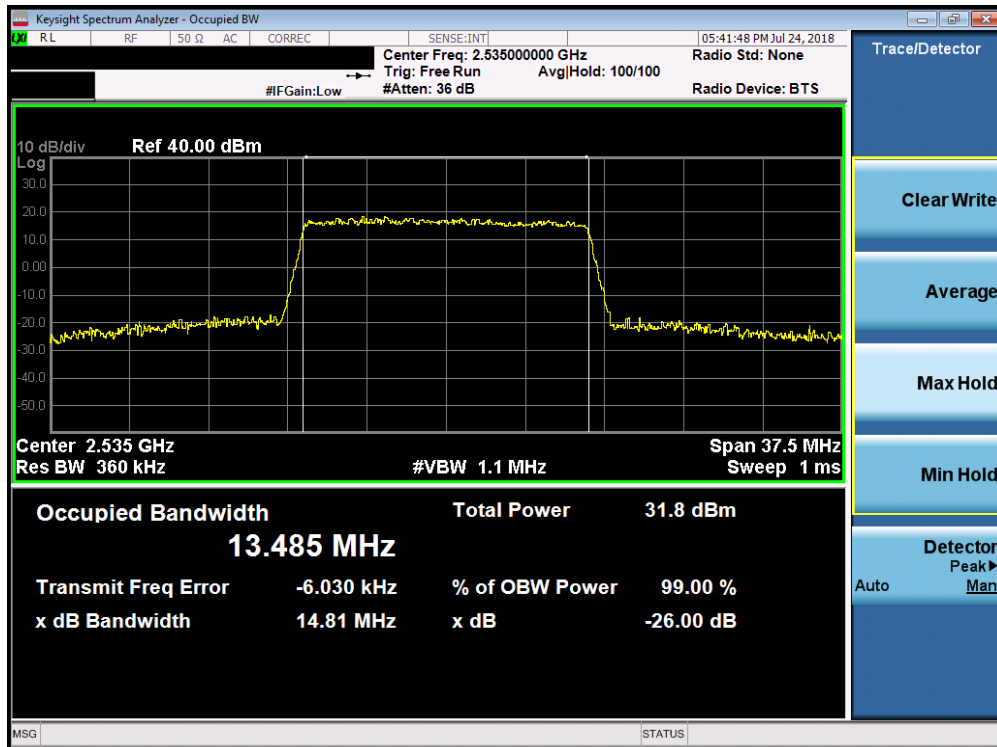 Keysight Spectrum Analyzer - Occupied BW
LXI RL RF 50 Ω AC CORREC SENSE:INT 05:41:48 PM Jul 24, 2018
Center Freq: 2.535000000 GHz Radio Std: None
Trig: Free Run Avg|Hold: 100/100
#IFGain:Low #Atten: 36 dB Radio Device: BTS
Trace/Detector
10 dB/div Ref 40.00 dBm
Log
30.0
20.0
10.0
0.00
-10.0
-20.0
-30.0
-40.0
-50.0
Center 2.535 GHz Span 37.5 MHz
Res BW 360 kHz #VBW 1.1 MHz Sweep 1 ms
Occupied Bandwidth Total Power 31.8 dBm
13.485 MHz
Transmit Freq Error -6.030 kHz % of OBW Power 99.00 %
x dB Bandwidth 14.81 MHz x dB -26.00 dB
Clear Write
Average
Max Hold
Min Hold
Detector
Peak
Auto Man
MSG STATUS